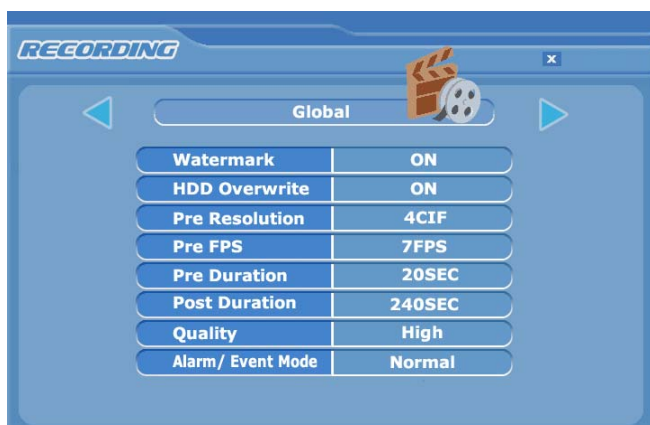 RECORDING
x
Global
Watermark ON
HDD Overwrite ON
Pre Resolution 4CIF
Pre FPS 7FPS
Pre Duration 20SEC
Post Duration 240SEC
Quality High
Alarm/ Event Mode Normal